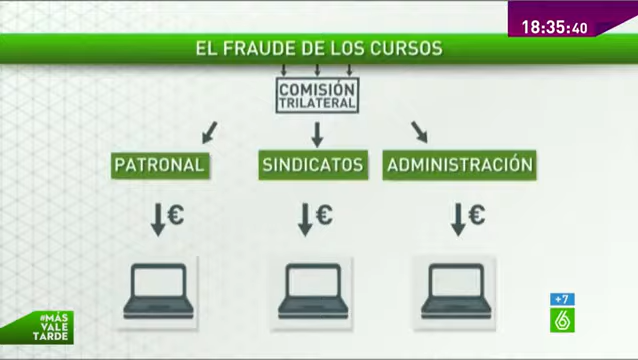 18:35:40
EL FRAUDE DE LOS CURSOS
COMISIÓN
TRILATERAL
PATRONAL
SINDICATOS
ADMINISTRACIÓN
€
€
€
#MÁS
VALE
TARDE
+7
6